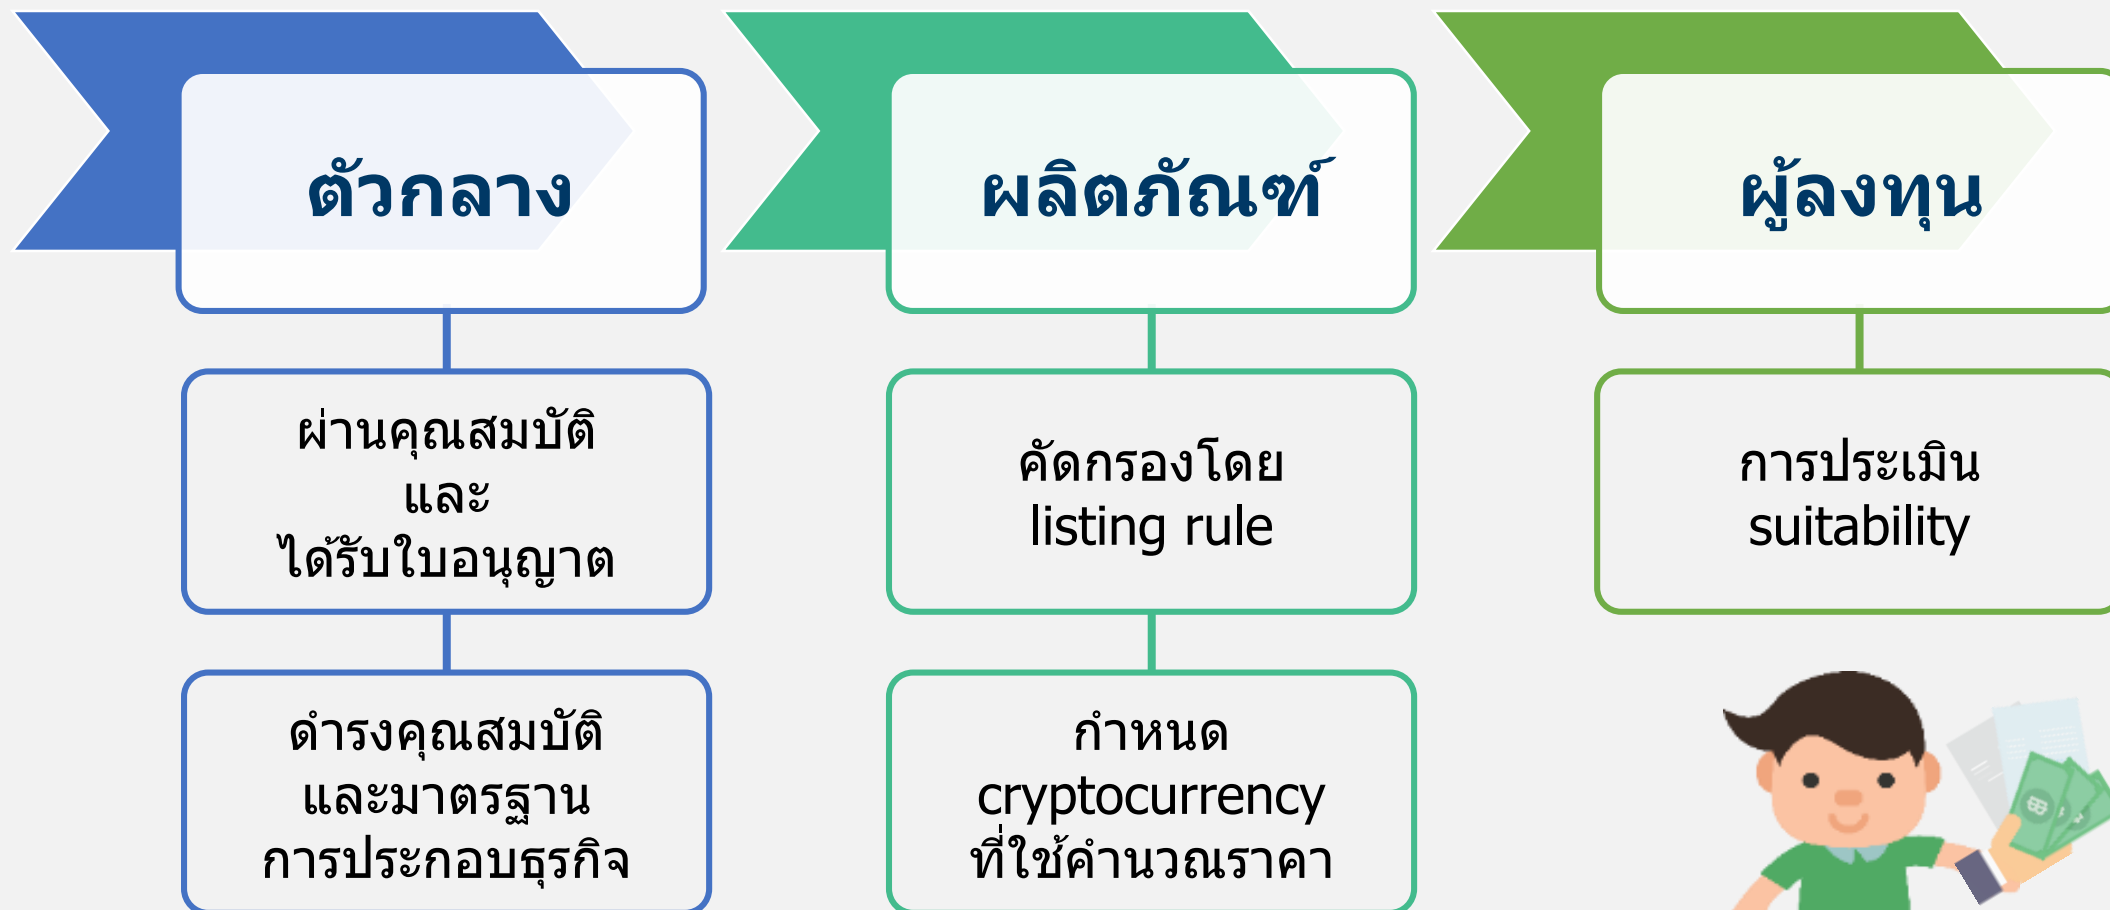 ตัวกลาง
ผ่านคุณสมบัติ
และ
ได้รับใบอนุญาต
ดำรงคุณสมบัติ
และมาตรฐาน
การประกอบธุรกิจ
ผลิตภัณฑ์
คัดกรองโดย
listing rule
กำหนด
cryptocurrency
ที่ใช้คำนวณราคา
ผู้ลงทุน
การประเมิน
suitability